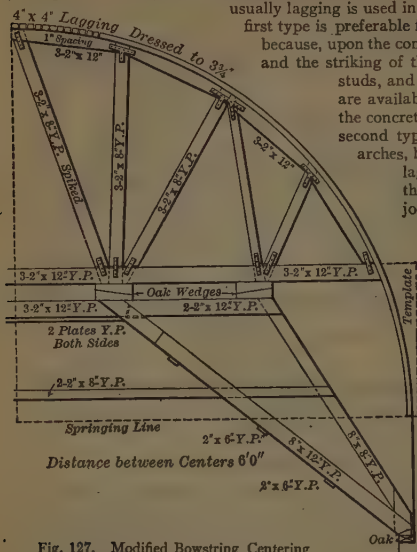 usually lagging is used in
first type is preferable
because, upon the con
and the striking of t
studs, and
are availab
the concret
second typ
arches, l
la
th
jo
4" x 4" Lagging Dressed to 3¾"
1" Spacing
3-2" x 12"
3-2" x 8" Y.P. Spiked
3-2" x 8" Y.P.
3-2" x 8" Y.P.
3-2" x 12"
3-2" x 12" Y.P.
3-2" x 12" Y.P.
Oak Wedges
3-2" x 12" Y.P.
2-2" x 12" Y.P.
Template
2 Plates Y.P.
Both Sides
2-2" x 8" Y.P.
Springing Line
2" x 6" Y.P.
8" x 12" Y.P.
8" x 8" Y.P.
Distance between Centers 6'0"
2" x 6" Y.P.
Oak
Fig. 127. Modified Bowstring Centering